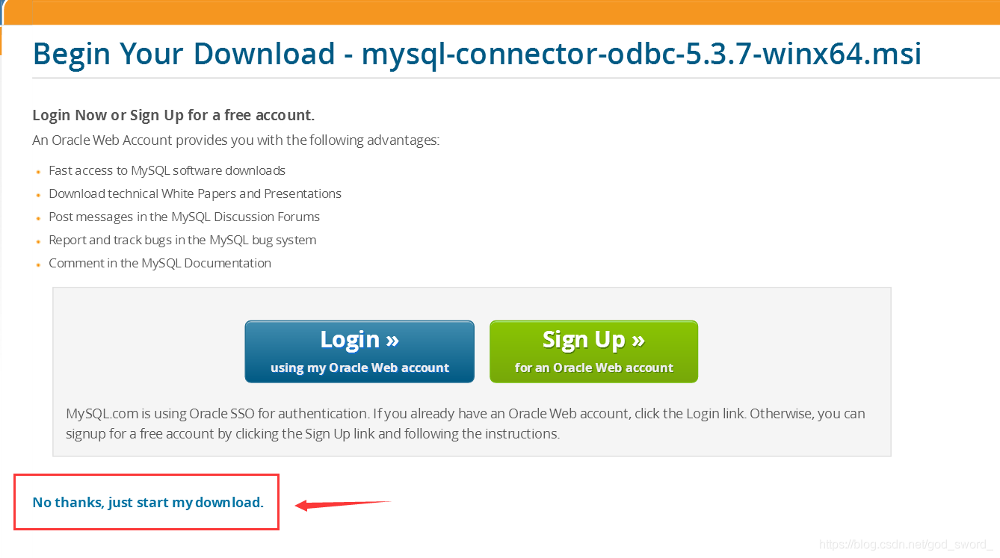 Begin Your Download - mysql-connector-odbc-5.3.7-winx64.msi
Login Now or Sign Up for a free account.
An Oracle Web Account provides you with the following advantages:
Fast access to MySQL software downloads
Download technical White Papers and Presentations
Post messages in the MySQL Discussion Forums
Report and track bugs in the MySQL bug system
Comment in the MySQL Documentation
Login »
using my Oracle Web account
Sign Up »
for an Oracle Web account
MySQL.com is using Oracle SSO for authentication. If you already have an Oracle Web account, click the Login link. Otherwise, you can
signup for a free account by clicking the Sign Up link and following the instructions.
No thanks, just start my download.
https://blog.csdn.net/god_sword_